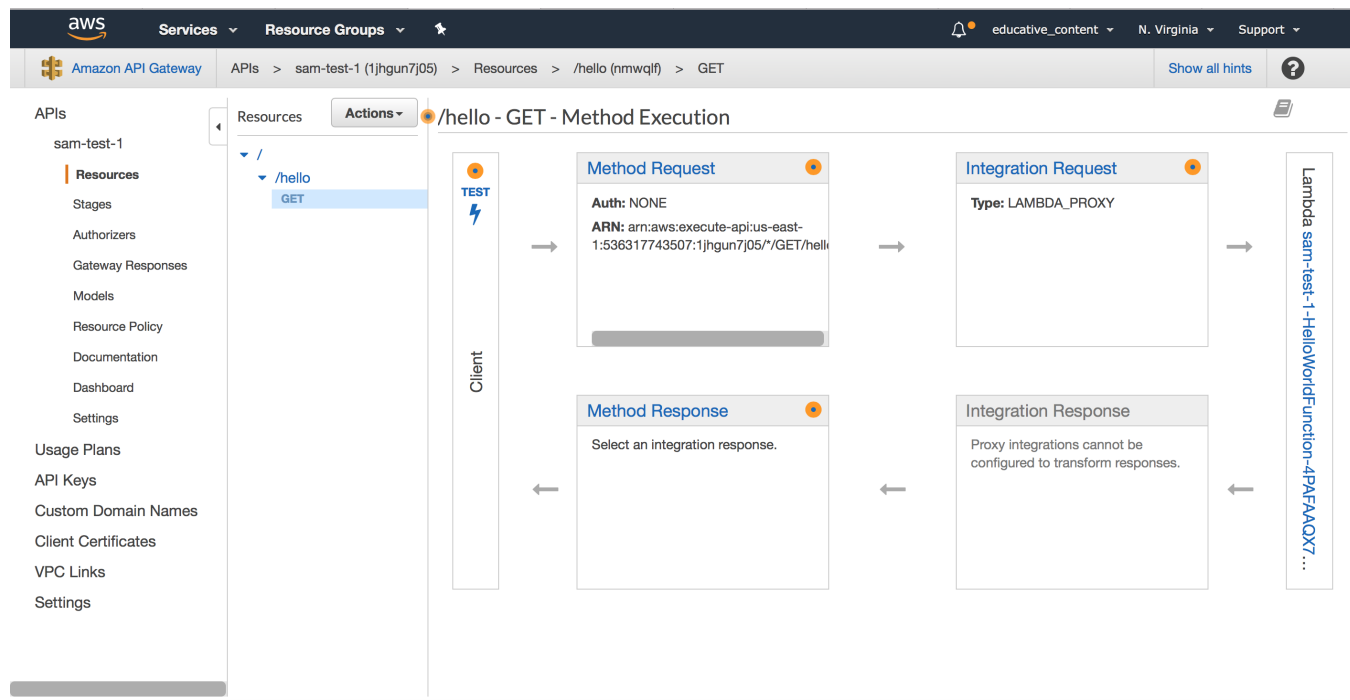 aws
Services
Resource Groups
educative_content
N. Virginia
Support
Amazon API Gateway
APIs > sam-test-1 (1jhgun7j05) > Resources > /hello (nmwqlf) > GET
Show all hints
?
APIs
sam-test-1
Resources
Stages
Authorizers
Gateway Responses
Models
Resource Policy
Documentation
Dashboard
Settings
Usage Plans
API Keys
Custom Domain Names
Client Certificates
VPC Links
Settings
Resources
Actions
/
/hello
GET
/hello - GET - Method Execution
TEST
Client
Method Request
Auth: NONE
ARN: arn:aws:execute-api:us-east-
1:536317743507:1jhgun7j05/*/GET/hello
Integration Request
Type: LAMBDA_PROXY
Method Response
Select an integration response.
Integration Response
Proxy integrations cannot be
configured to transform responses.
Lambda sam-test-1-HelloWorldFunction-4PAFAAQX7...